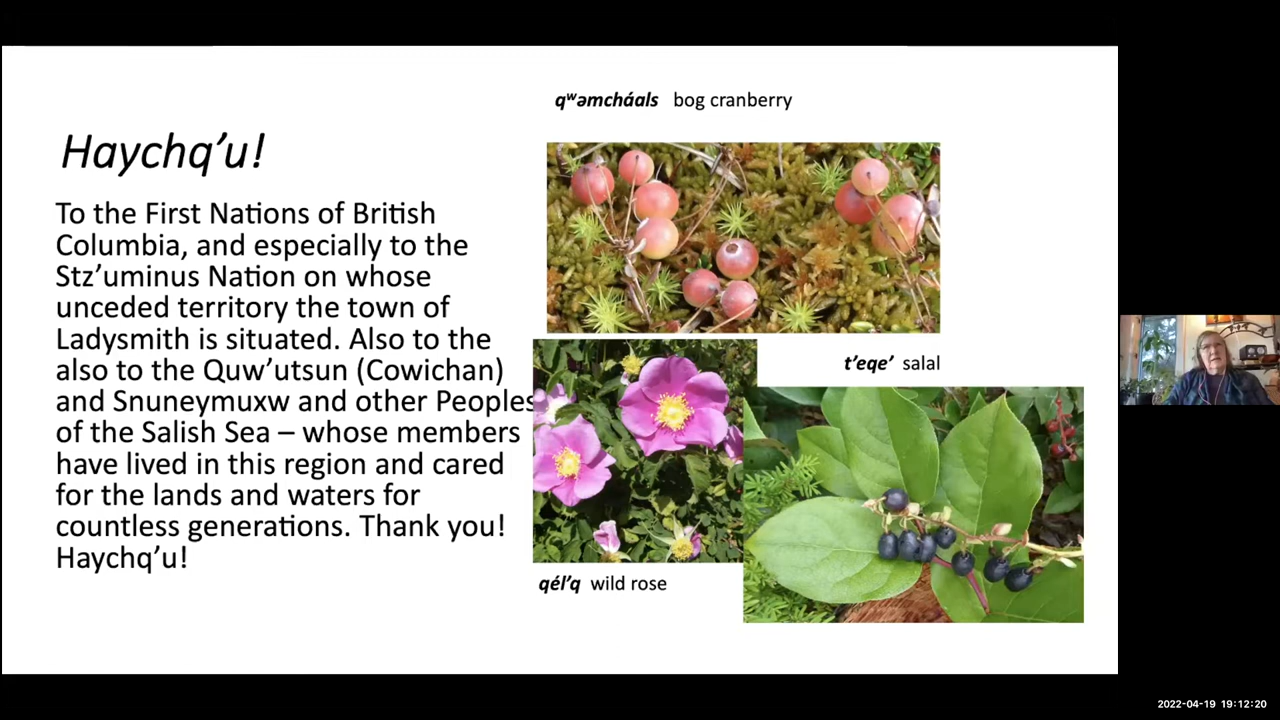 qʷəmcháals bog cranberry
Haychq’u!
To the First Nations of British
Columbia, and especially to the
Stz’uminus Nation on whose
unceded territory the town of
Ladysmith is situated. Also to the
also to the Quw’utsun (Cowichan)
and Snuneymuxw and other Peoples
of the Salish Sea – whose members
have lived in this region and cared
for the lands and waters for
countless generations. Thank you!
Haychq’u!
t’eqe’ salal
qél’q wild rose
2022-04-19 19:12:20